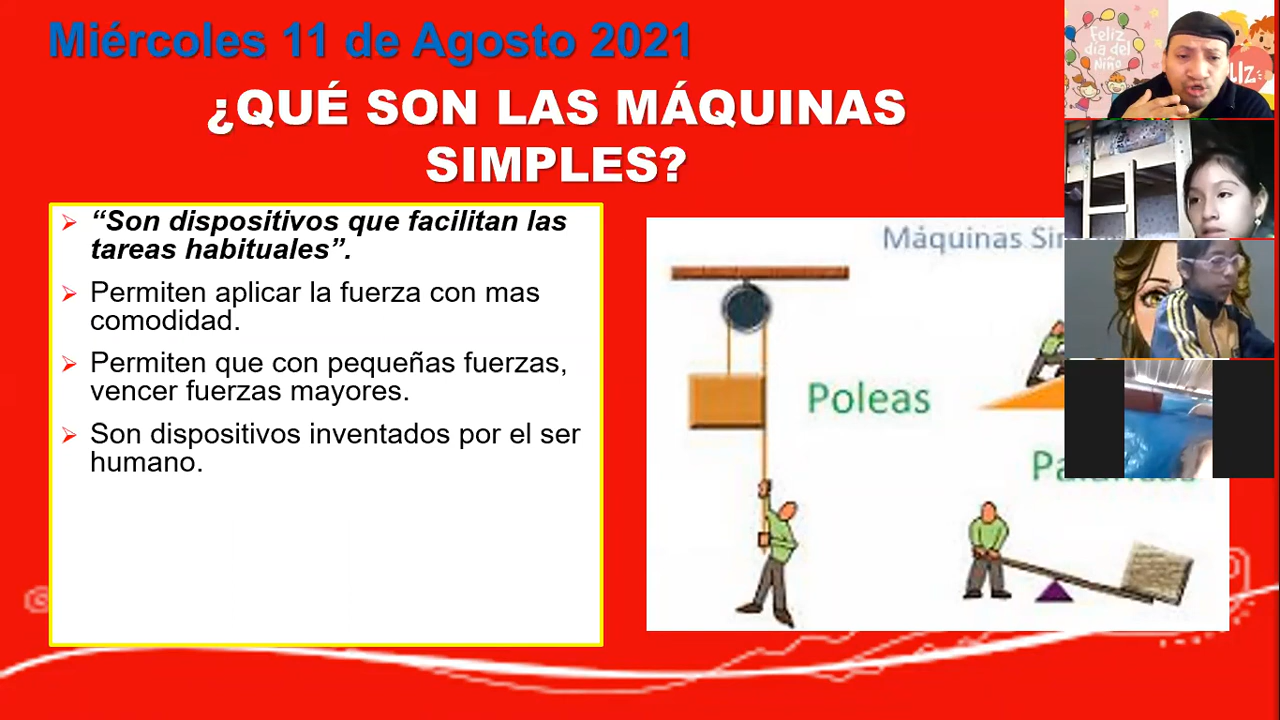 Miércoles 11 de Agosto 2021
¿QUÉ SON LAS MÁQUINAS
SIMPLES?
“Son dispositivos que facilitan las
tareas habituales”.
Permiten aplicar la fuerza con mas
comodidad.
Permiten que con pequeñas fuerzas,
vencer fuerzas mayores.
Son dispositivos inventados por el ser
humano.
Máquinas
Poleas
feliz
día del
Niño